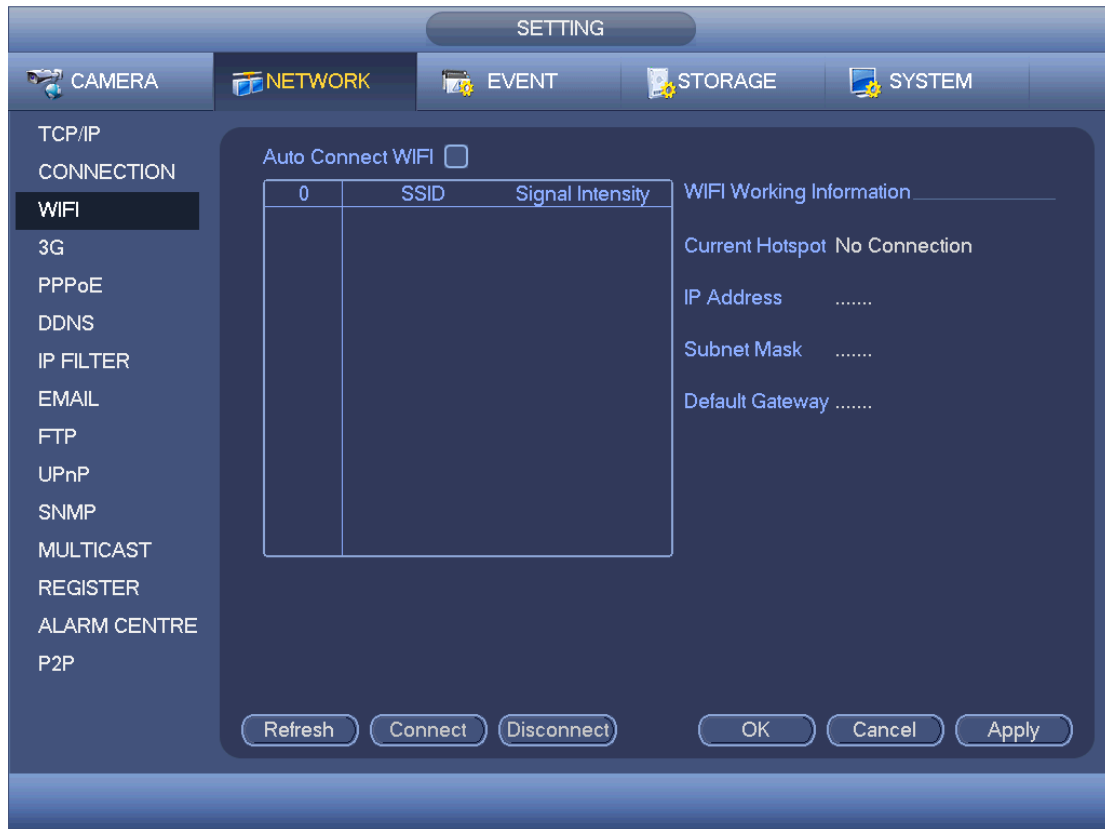 SETTING
CAMERA NETWORK EVENT STORAGE SYSTEM
TCP/IP
CONNECTION
WIFI
3G
PPPoE
DDNS
IP FILTER
EMAIL
FTP
UPnP
SNMP
MULTICAST
REGISTER
ALARM CENTRE
P2P
Auto Connect WIFI
0 SSID Signal Intensity
WIFI Working Information
Current Hotspot No Connection
IP Address .......
Subnet Mask .......
Default Gateway .......
Refresh Connect Disconnect OK Cancel Apply